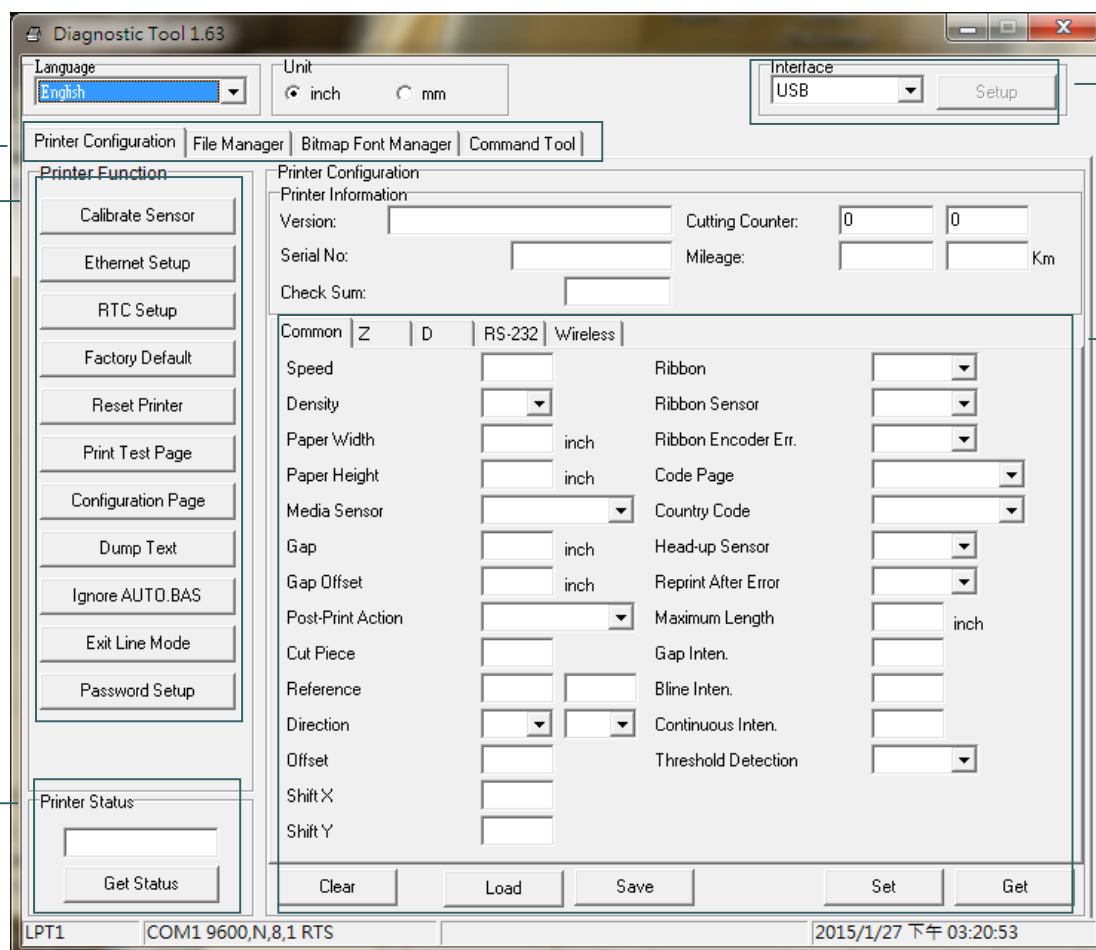 Diagnostic Tool 1.63
Language
English
Unit
inch
mm
Interface
USB
Setup
Printer Configuration
File Manager
Bitmap Font Manager
Command Tool
Printer Function
Calibrate Sensor
Ethernet Setup
RTC Setup
Factory Default
Reset Printer
Print Test Page
Configuration Page
Dump Text
Ignore AUTO.BAS
Exit Line Mode
Password Setup
Printer Status
Get Status
Printer Configuration
Printer Information
Version:
Cutting Counter: 0 0
Serial No:
Mileage: Km
Check Sum:
Common Z D RS-232 Wireless
Speed
Density
Paper Width inch
Paper Height inch
Media Sensor
Gap inch
Gap Offset inch
Post-Print Action
Cut Piece
Reference
Direction
Offset
Shift X
Shift Y
Ribbon
Ribbon Sensor
Ribbon Encoder Err.
Code Page
Country Code
Head-up Sensor
Reprint After Error
Maximum Length inch
Gap Inten.
Bline Inten.
Continuous Inten.
Threshold Detection
Clear
Load
Save
Set
Get
LPT1
COM1 9600,N,8,1 RTS
2015/1/27 下午 03:20:53